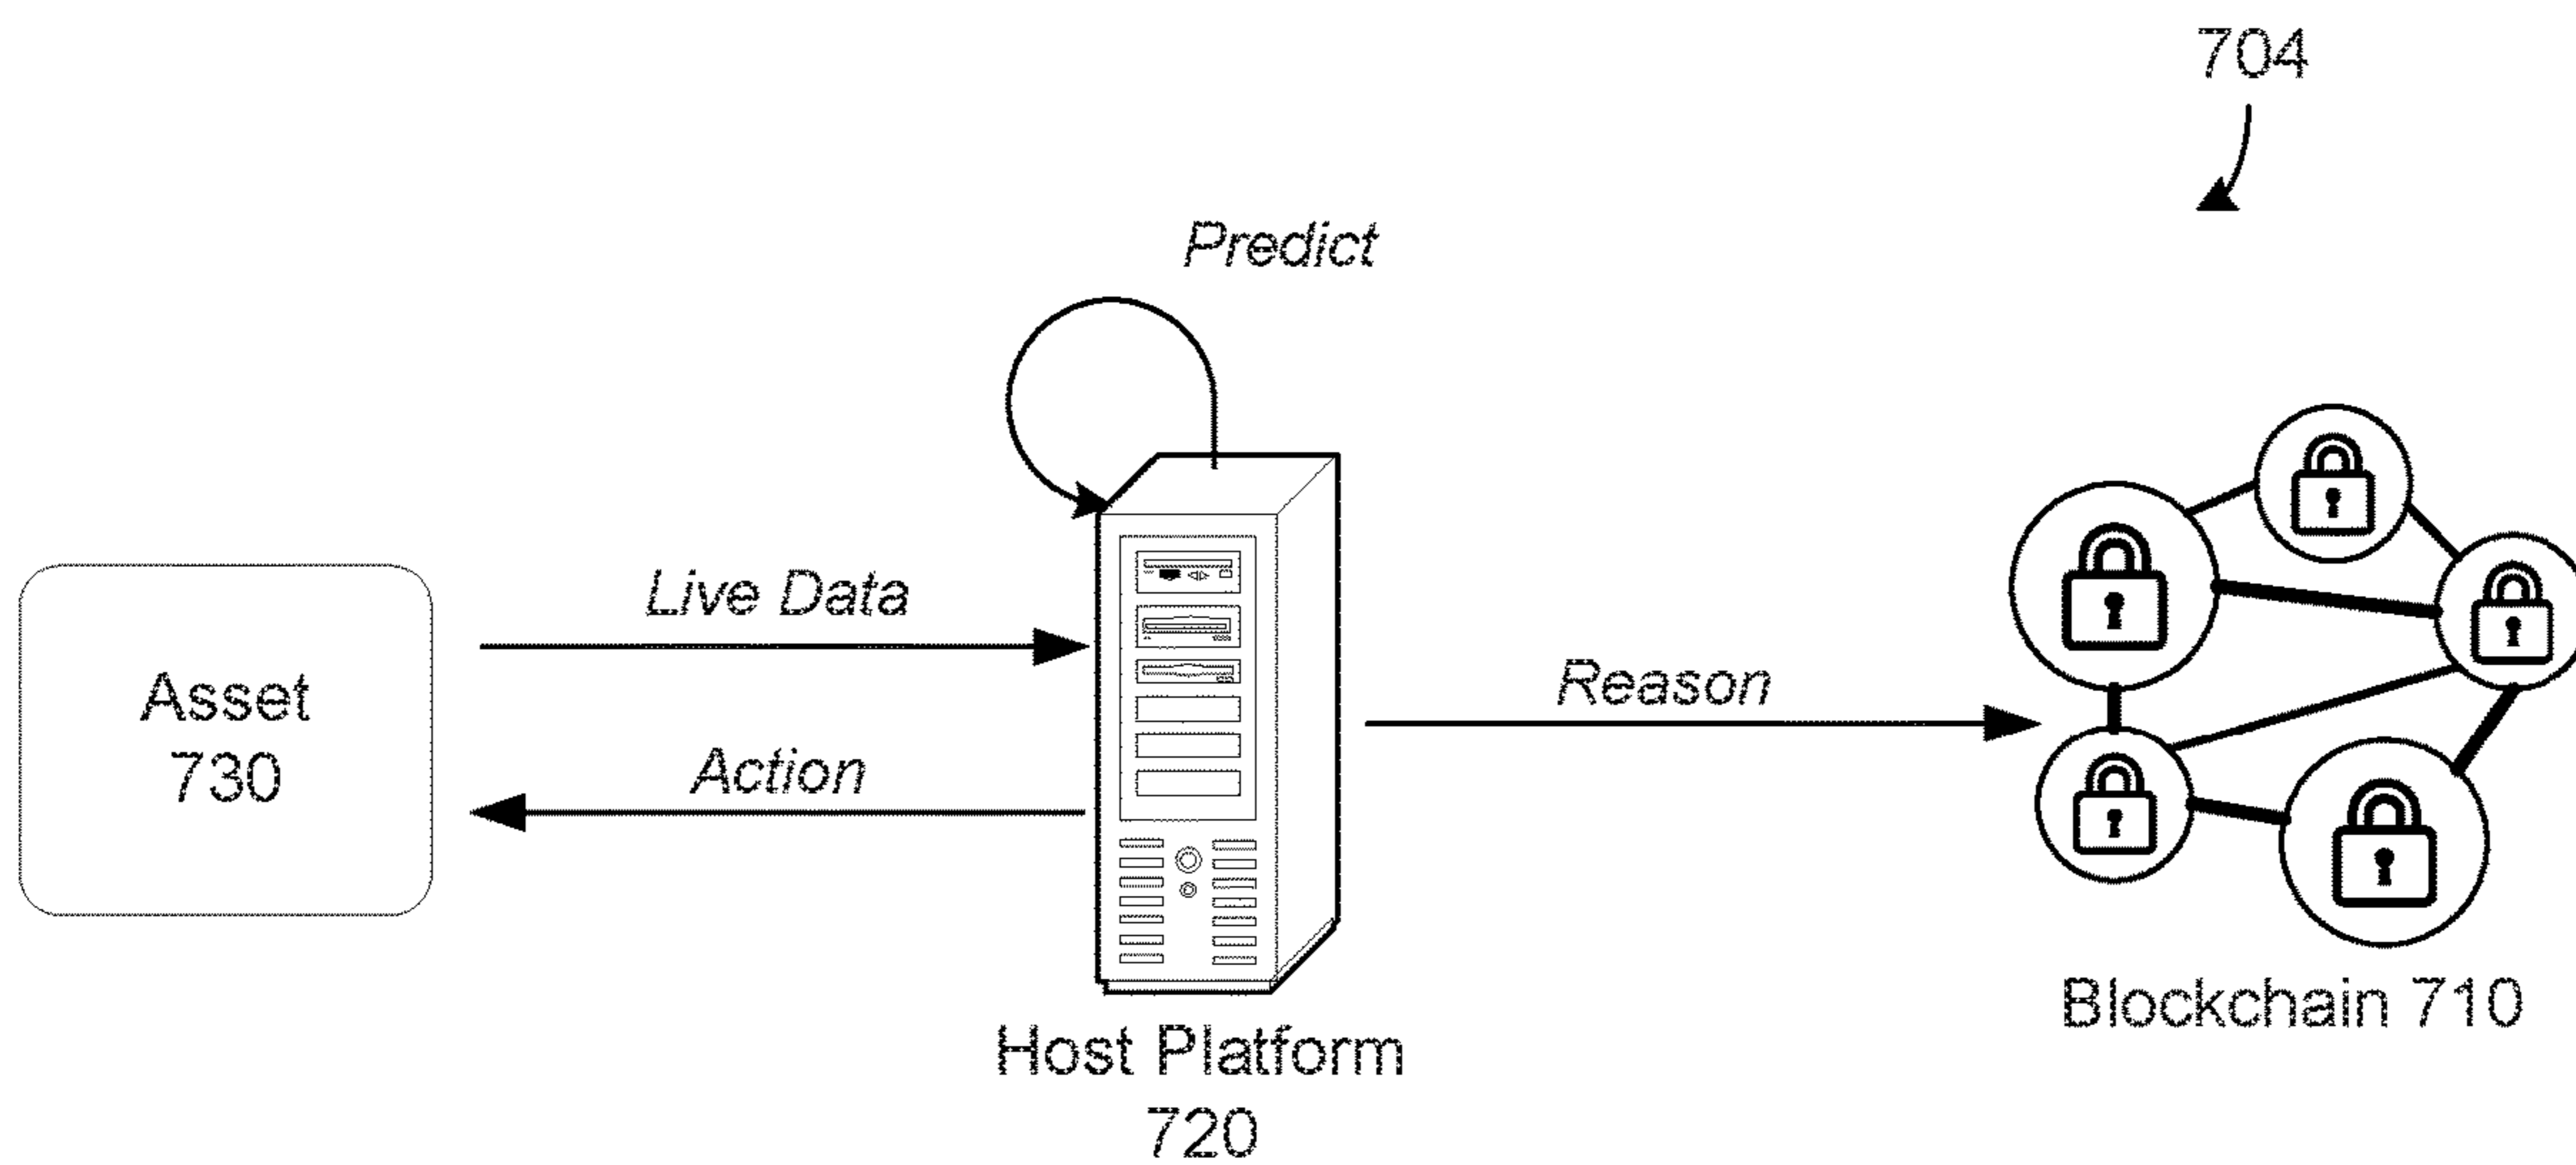 704
Predict
Live Data
Asset
730
Action
Reason
Blockchain 710
Host Platform
720